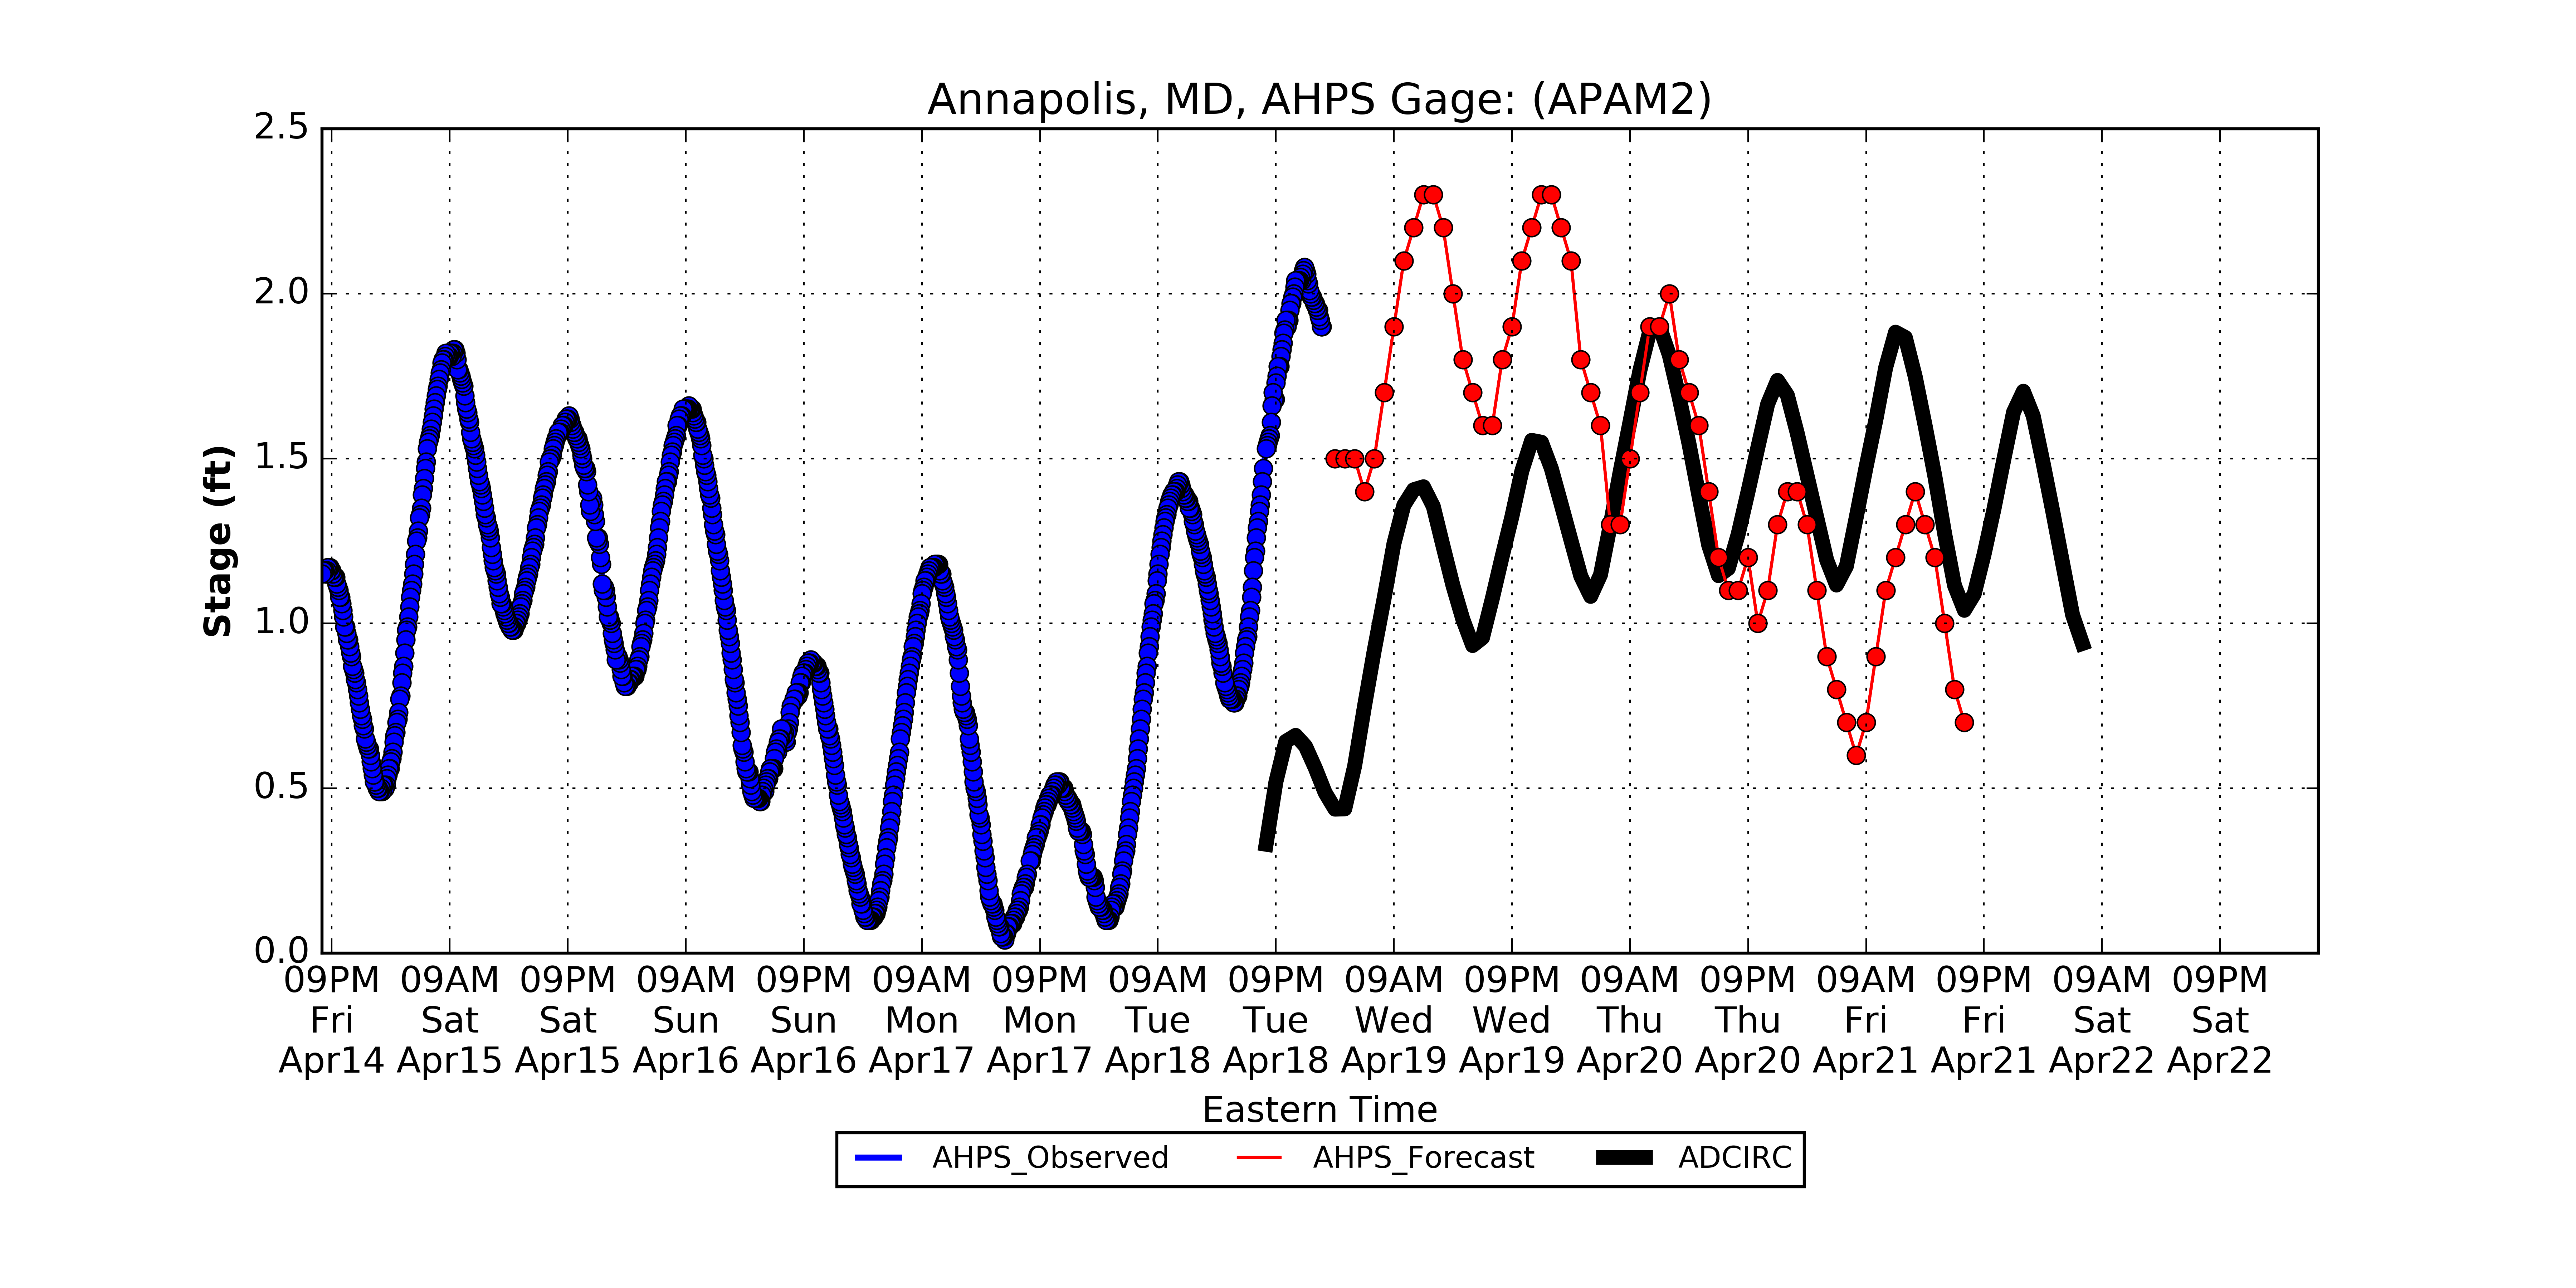 Annapolis, MD, AHPS Gage: (APAM2)
2.5
2.0
1.5
1.0
0.5
0.0
Stage (ft)
09PM 09AM 09PM 09AM 09PM 09AM 09PM 09AM 09PM 09AM 09PM 09AM 09PM 09AM 09PM 09AM 09PM
Fri Sat Sat Sun Sun Mon Mon Tue Tue Wed Wed Thu Thu Fri Fri Sat Sat
Apr14 Apr15 Apr15 Apr16 Apr16 Apr17 Apr17 Apr18 Apr18 Apr19 Apr19 Apr20 Apr20 Apr21 Apr21 Apr22 Apr22
Eastern Time
AHPS_Observed AHPS_Forecast ADCIRC